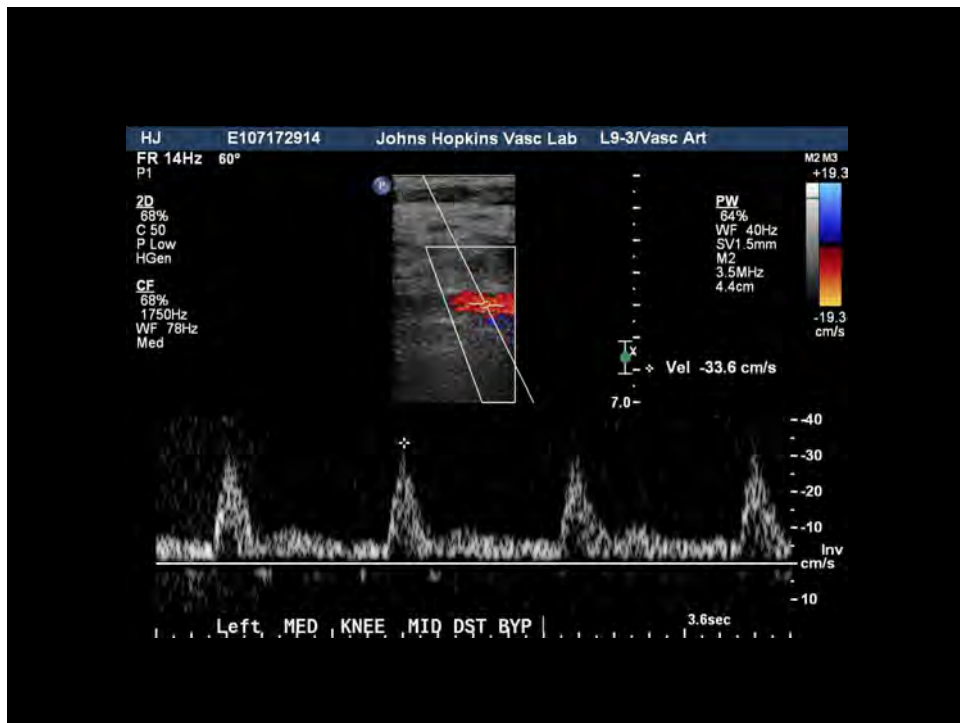 HJ E107172914 Johns Hopkins Vasc Lab L9-3/Vasc Art
FR 14Hz 60°
P1
2D
68%
C 50
P Low
HGen
CF
68%
1750Hz
WF 78Hz
Med
P
M2 M3
+19.3
PW
64%
WF 40Hz
SV1.5mm
M2
3.5MHz
4.4cm
-19.3
cm/s
x
Vel -33.6 cm/s
7.0
-40
-30
-20
-10
Inv
cm/s
10
3.6sec
Left MED KNEE MID DST BYP